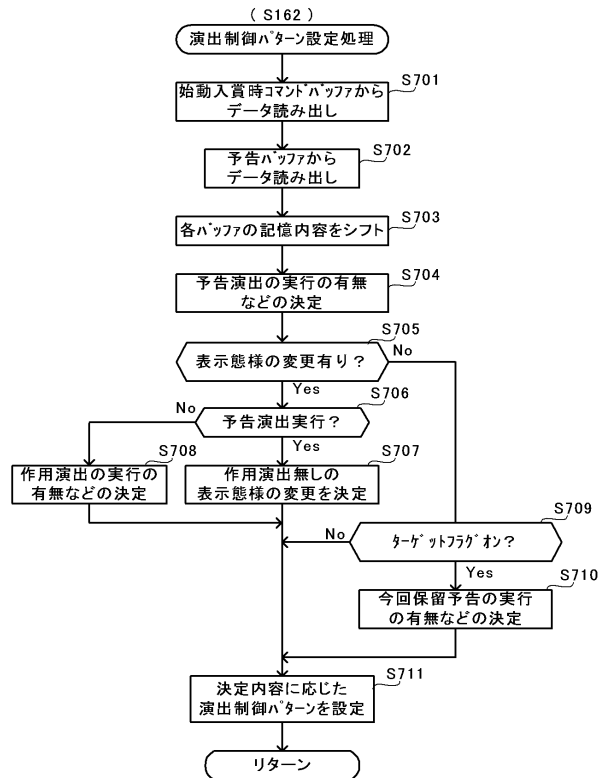 ( S162 )
演出制御パターン設定処理
S701
始動入賞時コマンドバッファから
データ読み出し
S702
予告バッファから
データ読み出し
S703
各バッファの記憶内容をシフト
S704
予告演出の実行の有無
などの決定
S705
表示態様の変更有り？
No
Yes
S706
予告演出実行？
No
Yes
S708
作用演出の実行の
有無などの決定
S707
作用演出無しの
表示態様の変更を決定
S709
ターゲットフラグオン？
No
Yes
S710
今回保留予告の実行
の有無などの決定
S711
決定内容に応じた
演出制御パターンを設定
リターン